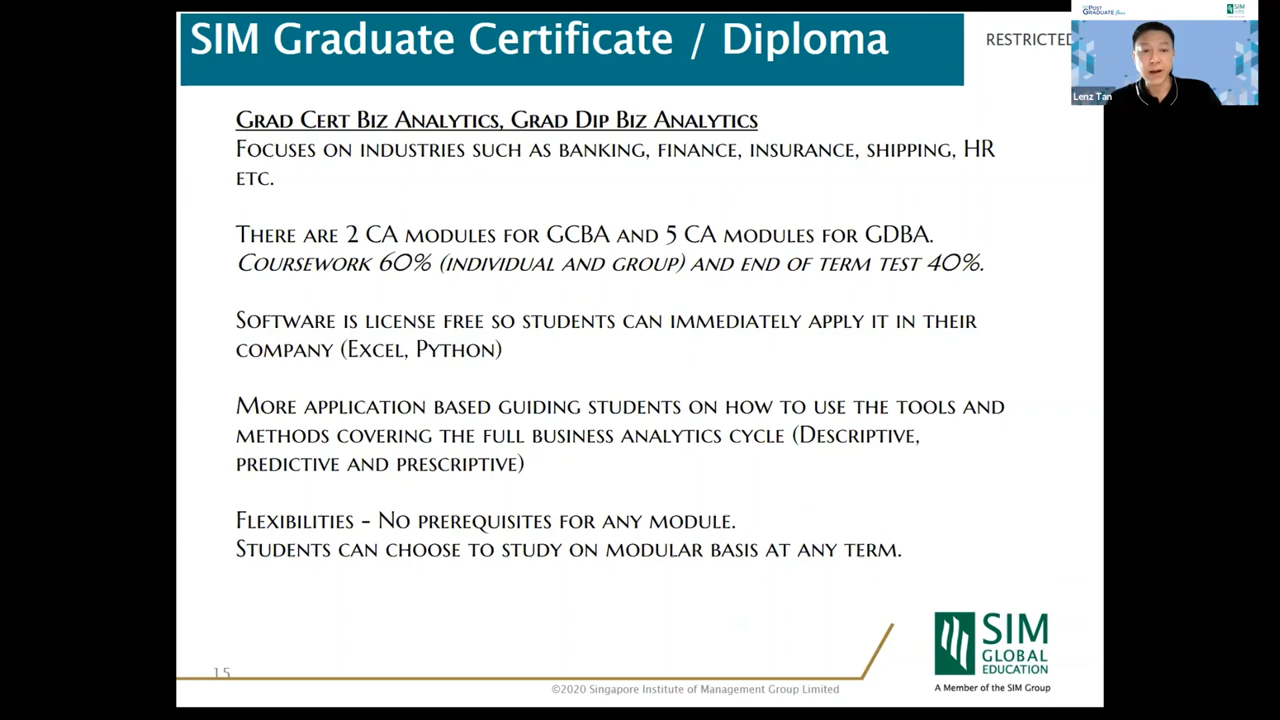 SIM Graduate Certificate / Diploma
RESTRICTED
POST
GRADUATE
SIM
Lenz Tan
GRAD CERT BIZ ANALYTICS, GRAD DIP BIZ ANALYTICS
FOCUSES ON INDUSTRIES SUCH AS BANKING, FINANCE, INSURANCE, SHIPPING, HR
ETC.
THERE ARE 2 CA MODULES FOR GCBA AND 5 CA MODULES FOR GDBA.
COURSEWORK 60% (INDIVIDUAL AND GROUP) AND END OF TERM TEST 40%.
SOFTWARE IS LICENSE FREE SO STUDENTS CAN IMMEDIATELY APPLY IT IN THEIR
COMPANY (EXCEL, PYTHON)
MORE APPLICATION BASED GUIDING STUDENTS ON HOW TO USE THE TOOLS AND
METHODS COVERING THE FULL BUSINESS ANALYTICS CYCLE (DESCRIPTIVE,
PREDICTIVE AND PRESCRIPTIVE)
FLEXIBILITIES - NO PREREQUISITES FOR ANY MODULE.
STUDENTS CAN CHOOSE TO STUDY ON MODULAR BASIS AT ANY TERM.
SIM
GLOBAL
EDUCATION
A Member of the SIM Group
15
©2020 Singapore Institute of Management Group Limited